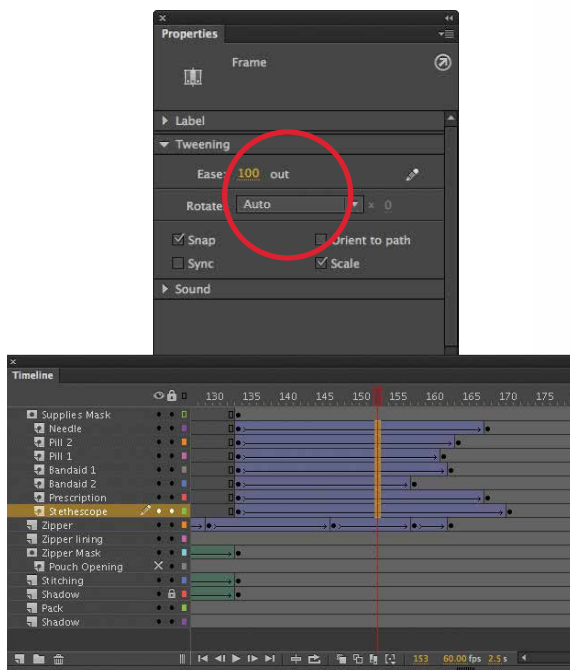 Properties
Frame
Label
Tweening
Ease: 100 out
Rotate: Auto x 0
Snap Orient to path
Sync Scale
Sound
Timeline
130 135 140 145 150 155 160 165 170 175
Supplies Mask
Needle
Pill 2
Pill 1
Bandaid 1
Bandaid 2
Prescription
Stethescope
Zipper
Zipper lining
Zipper Mask
Pouch Opening
Stitching
Shadow
Pack
Shadow
153 60.00 fps 2.5 s